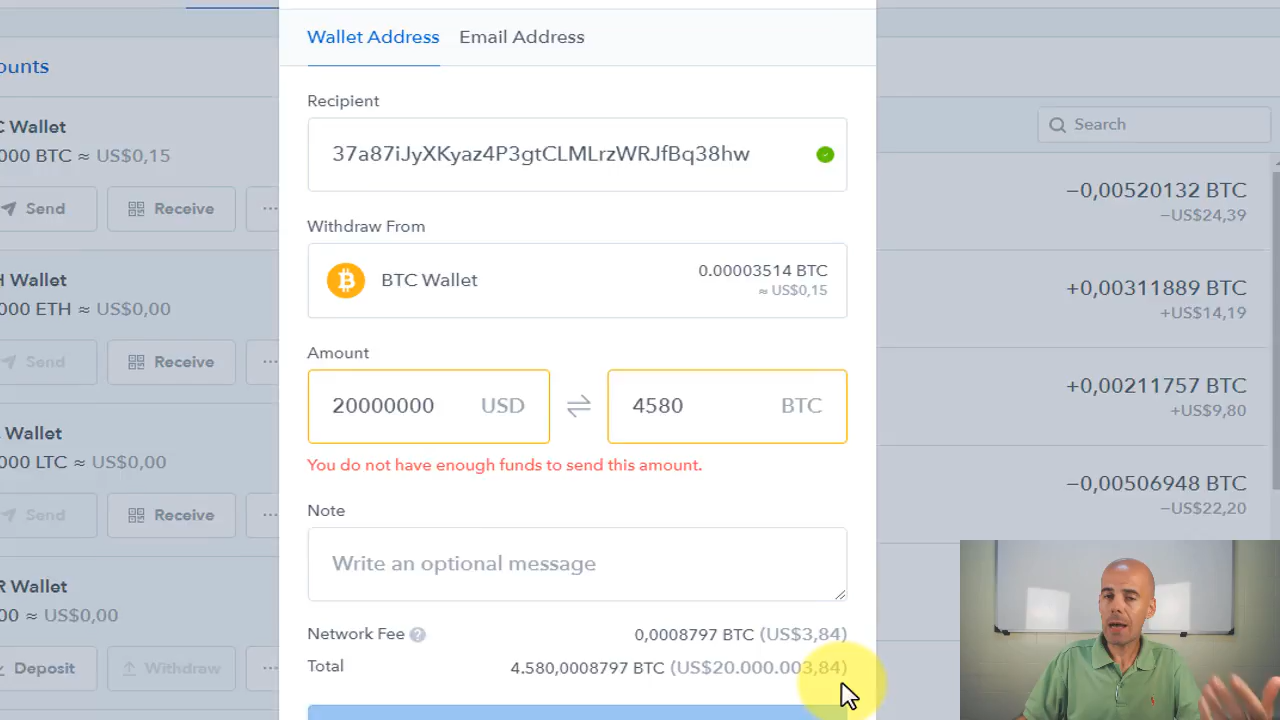 Wallet Address Email Address
ounts
Recipient
Search
C Wallet
000 BTC ≈ US$0,15
37a87iJyXKyaz4P3gtCLMLrzWRJfBq38hw
−0,00520132 BTC
−US$24,39
Send Receive ...
Withdraw From
H Wallet
000 ETH ≈ US$0,00
BTC Wallet
0.00003514 BTC
≈ US$0,15
+0,00311889 BTC
+US$14,19
Send Receive ...
Amount
20000000 USD
4580 BTC
+0,00211757 BTC
+US$9,80
Wallet
000 LTC ≈ US$0,00
You do not have enough funds to send this amount.
−0,00506948 BTC
−US$22,20
Send Receive ...
Note
Write an optional message
R Wallet
00 ≈ US$0,00
Network Fee ? 0,0008797 BTC (US$3,84)
Total 4.580,0008797 BTC (US$20.000.003,84)
Deposit Withdraw ...